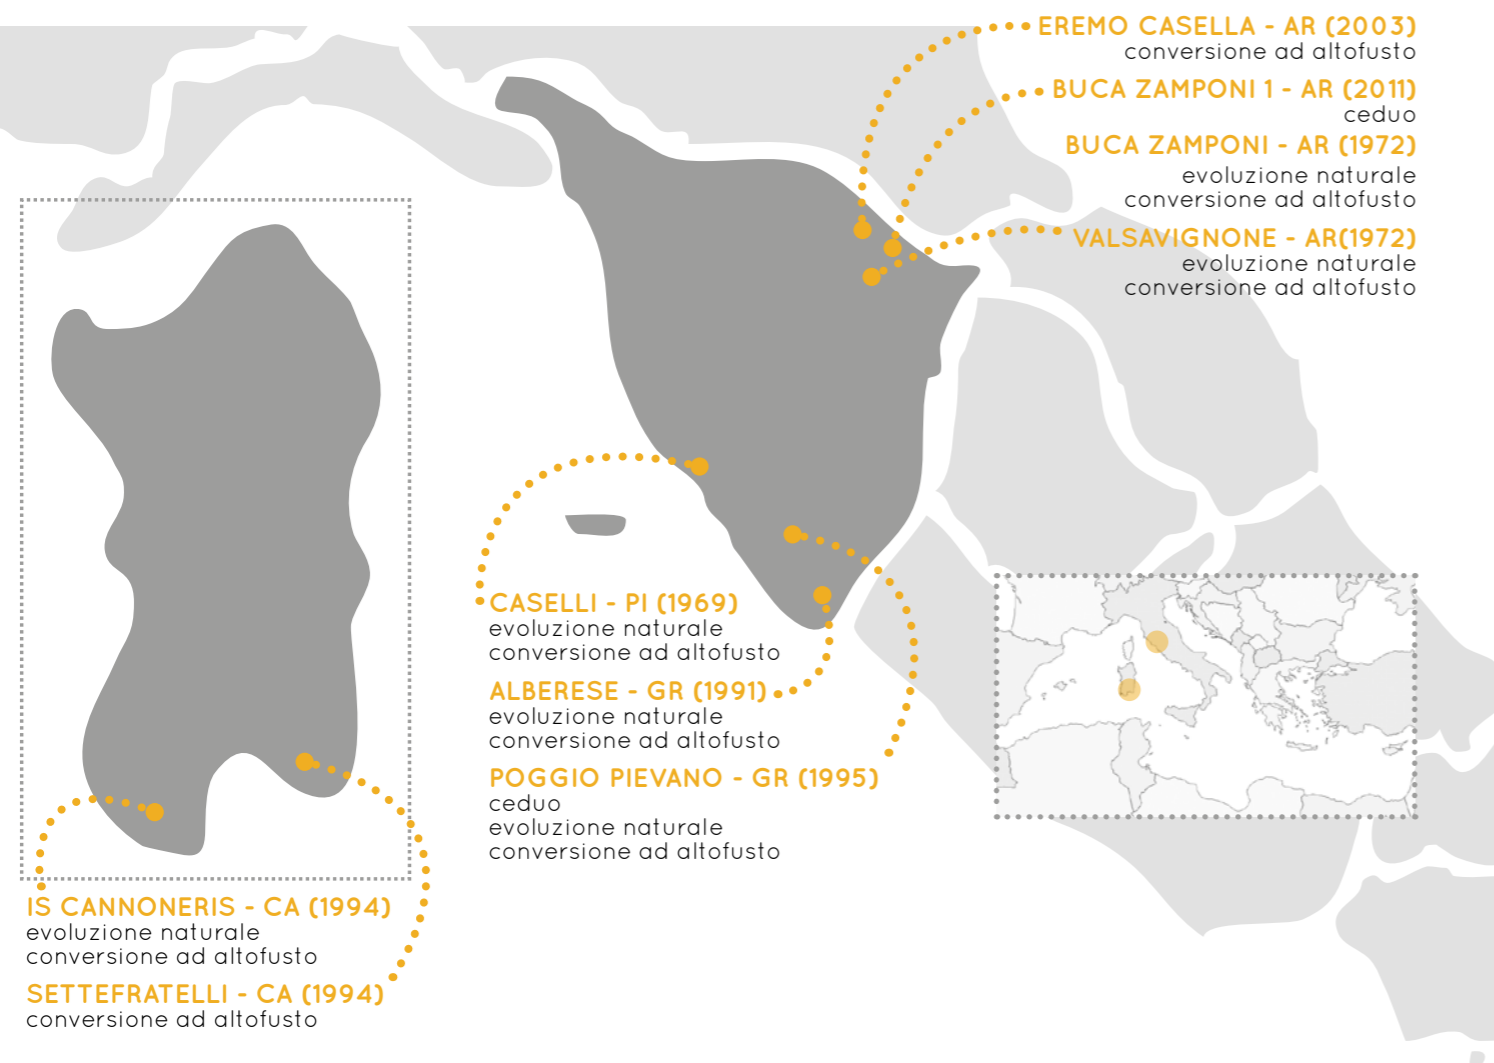 EREMO CASELLA - AR (2003)
conversione ad altofusto
BUCA ZAMPONI 1 - AR (2011)
ceduo
BUCA ZAMPONI - AR (1972)
evoluzione naturale
conversione ad altofusto
VALSAVIGNONE - AR(1972)
evoluzione naturale
conversione ad altofusto
CASELLI - PI (1969)
evoluzione naturale
conversione ad altofusto
ALBERESE - GR (1991)
evoluzione naturale
conversione ad altofusto
POGGIO PIEVANO - GR (1995)
ceduo
evoluzione naturale
conversione ad altofusto
IS CANNONERIS - CA (1994)
evoluzione naturale
conversione ad altofusto
SETTEFRATELLI - CA (1994)
conversione ad altofusto